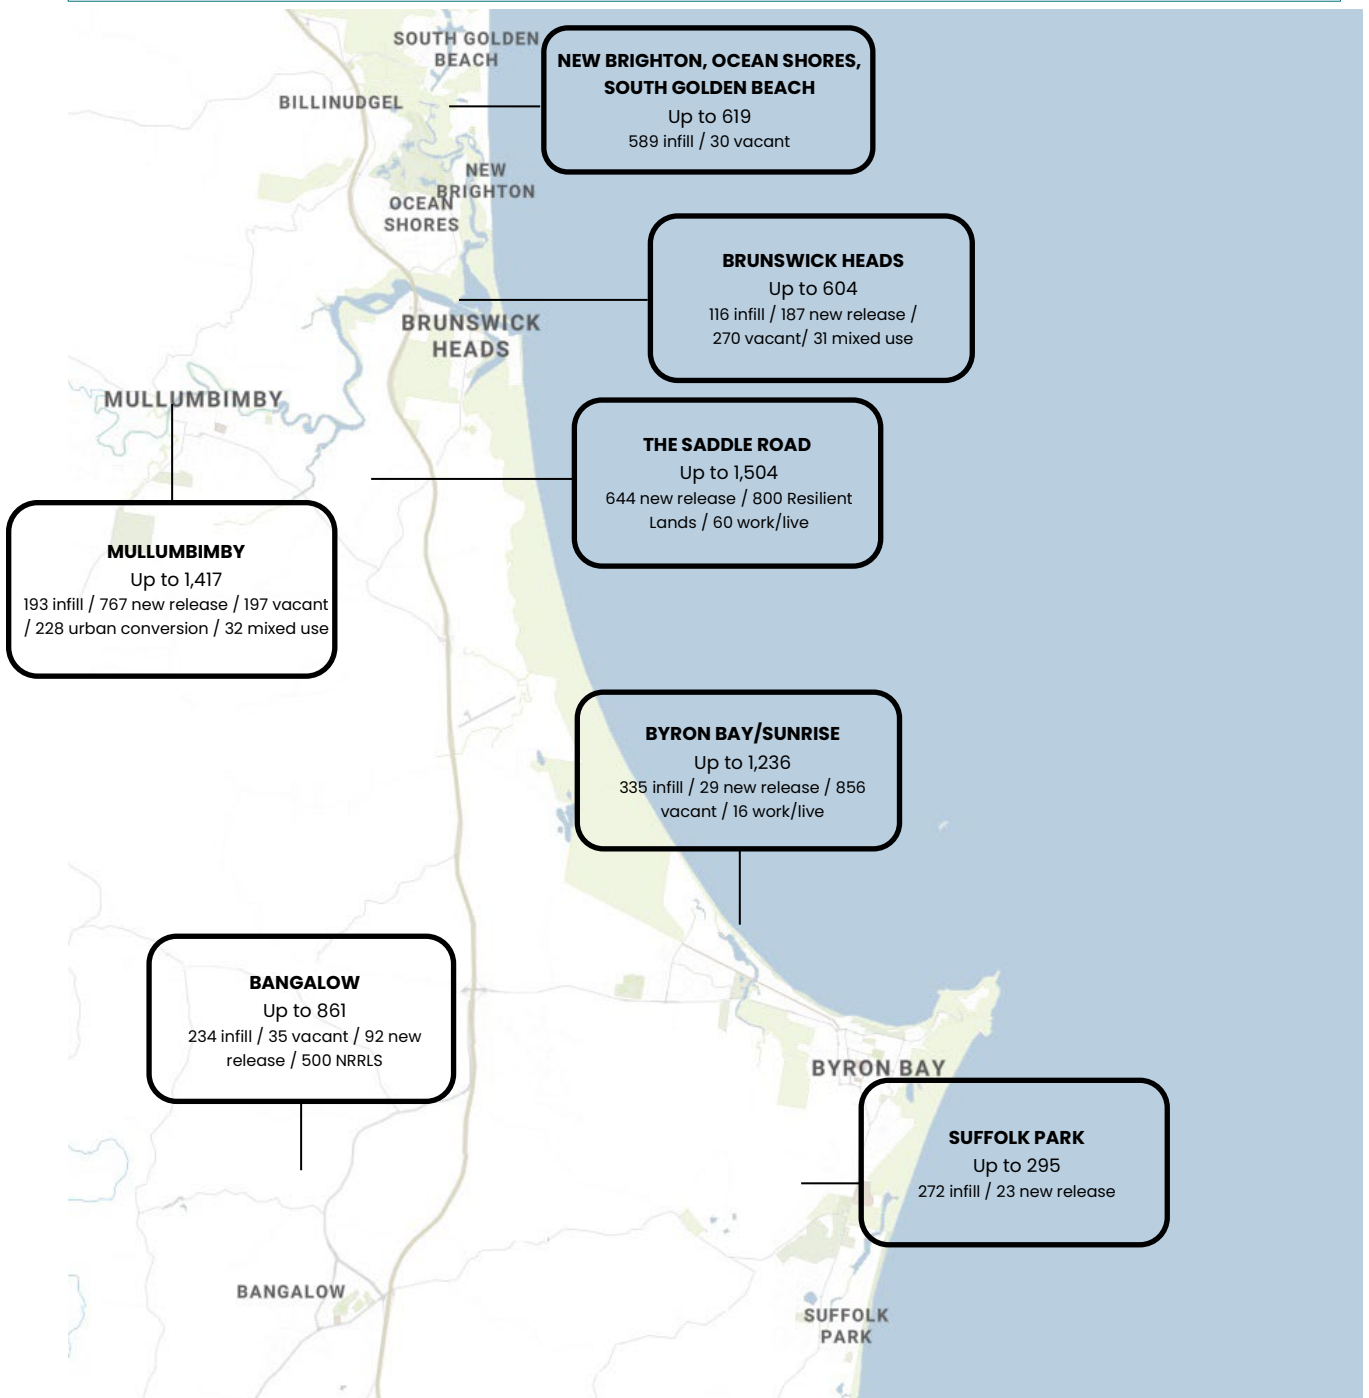 SOUTH GOLDEN
BEACH
BILLINUDGEL
NEW
BRIGHTON
OCEAN
SHORES
NEW BRIGHTON, OCEAN SHORES,
SOUTH GOLDEN BEACH
Up to 619
589 infill / 30 vacant
BRUNSWICK HEADS
Up to 604
116 infill / 187 new release /
270 vacant/ 31 mixed use
BRUNSWICK
HEADS
MULLUMBIMBY
THE SADDLE ROAD
Up to 1,504
644 new release / 800 Resilient
Lands / 60 work/live
MULLUMBIMBY
Up to 1,417
193 infill / 767 new release / 197 vacant
/ 228 urban conversion / 32 mixed use
BYRON BAY/SUNRISE
Up to 1,236
335 infill / 29 new release / 856
vacant / 16 work/live
BANGALOW
Up to 861
234 infill / 35 vacant / 92 new
release / 500 NRRLS
BYRON BAY
SUFFOLK PARK
Up to 295
272 infill / 23 new release
BANGALOW
SUFFOLK
PARK